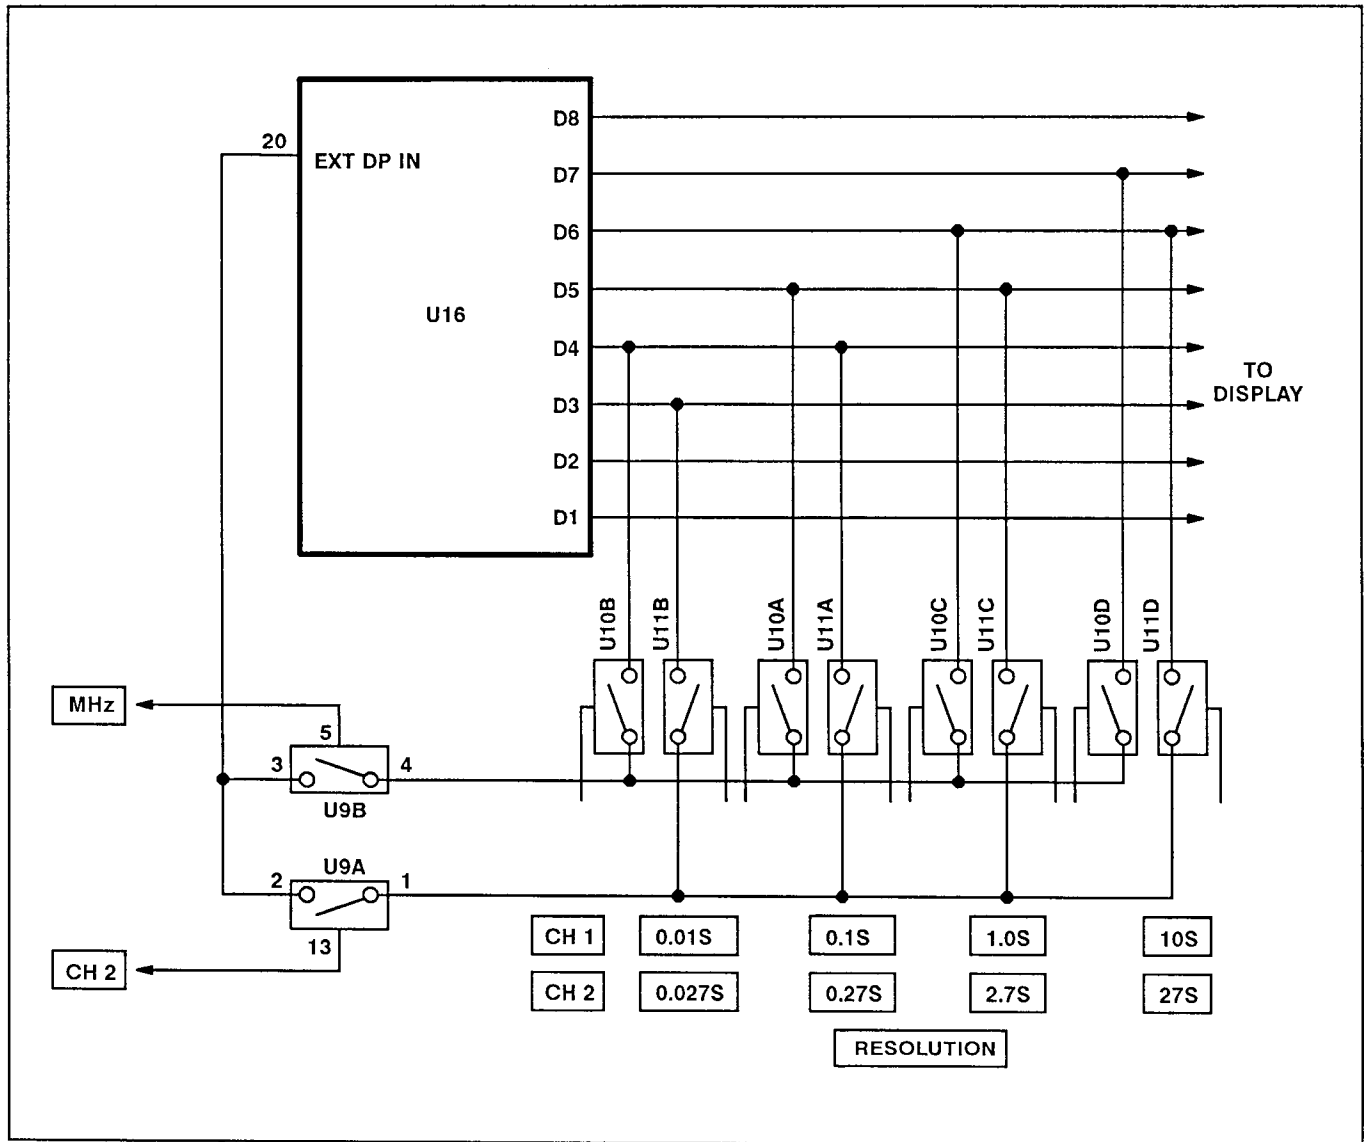 D8
20
EXT DP IN
D7
D6
D5
U16
D4
TO
DISPLAY
D3
D2
D1
U10B
U11B
U10A
U11A
U10C
U11C
U10D
U11D
MHz
5
3
4
U9B
U9A
2
1
13
CH 2
CH 1
0.01S
0.1S
1.0S
10S
CH 2
0.027S
0.27S
2.7S
27S
RESOLUTION